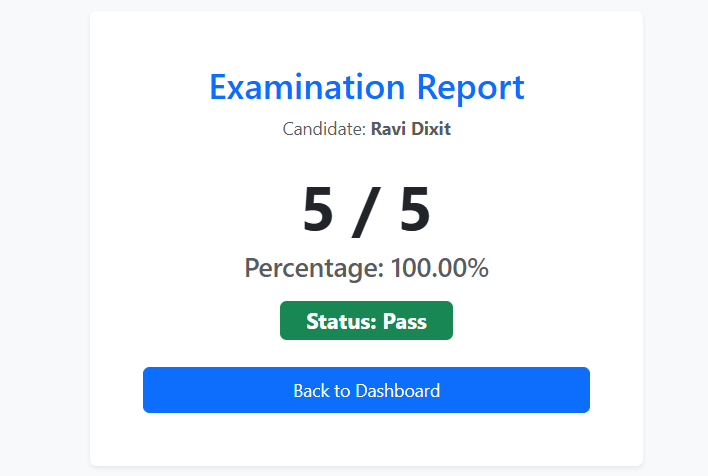 Examination Report
Candidate: Ravi Dixit
5 / 5
Percentage: 100.00%
Status: Pass
Back to Dashboard